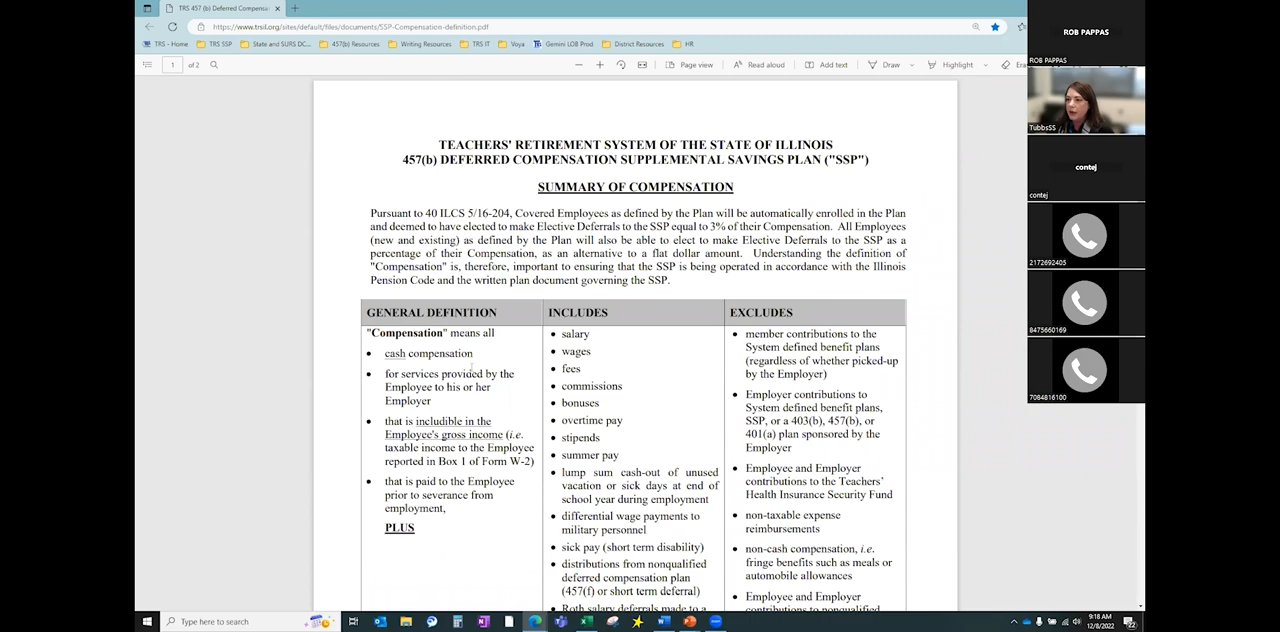 TRS 457 (b) Deferred Compensati
https://www.trsil.org/sites/default/files/documents/SSP-Compensation-definition.pdf
TRS - Home
TRS SSP
State and SURS DC...
457(b) Resources
Writing Resources
TRS IT
Voya
Gemini LOB Prod
District Resources
HR
1
of 2
Page view
Read aloud
Add text
Draw
Highlight
Era
TEACHERS' RETIREMENT SYSTEM OF THE STATE OF ILLINOIS
457(b) DEFERRED COMPENSATION SUPPLEMENTAL SAVINGS PLAN ("SSP")
SUMMARY OF COMPENSATION
Pursuant to 40 ILCS 5/16-204, Covered Employees as defined by the Plan will be automatically enrolled in the Plan
and deemed to have elected to make Elective Deferrals to the SSP equal to 3% of their Compensation. All Employees
(new and existing) as defined by the Plan will also be able to elect to make Elective Deferrals to the SSP as a
percentage of their Compensation, as an alternative to a flat dollar amount. Understanding the definition of
"Compensation" is, therefore, important to ensuring that the SSP is being operated in accordance with the Illinois
Pension Code and the written plan document governing the SSP.
GENERAL DEFINITION
"Compensation" means all
• cash compensation
• for services provided by the
Employee to his or her
Employer
• that is includible in the
Employee's gross income (i.e.
taxable income to the Employee
reported in Box 1 of Form W-2)
• that is paid to the Employee
prior to severance from
employment,
PLUS
INCLUDES
• salary
• wages
• fees
• commissions
• bonuses
• overtime pay
• stipends
• summer pay
• lump sum cash-out of unused
vacation or sick days at end of
school year during employment
• differential wage payments to
military personnel
• sick pay (short term disability)
• distributions from nonqualified
deferred compensation plan
(457(f) or short term deferral)
• Roth salary deferrals made to a
EXCLUDES
• member contributions to the
System defined benefit plans
(regardless of whether picked-up
by the Employer)
• Employer contributions to
System defined benefit plans,
SSP, or a 403(b), 457(b), or
401(a) plan sponsored by the
Employer
• Employee and Employer
contributions to the Teachers'
Health Insurance Security Fund
• non-taxable expense
reimbursements
• non-cash compensation, i.e.
fringe benefits such as meals or
automobile allowances
• Employee and Employer
contributions to nonqualified
ROB PAPPAS
ROB PAPPAS
TubbsSS
contej
contej
2172692405
8475660169
7084816100
Type here to search
9:18 AM
12/8/2022
22